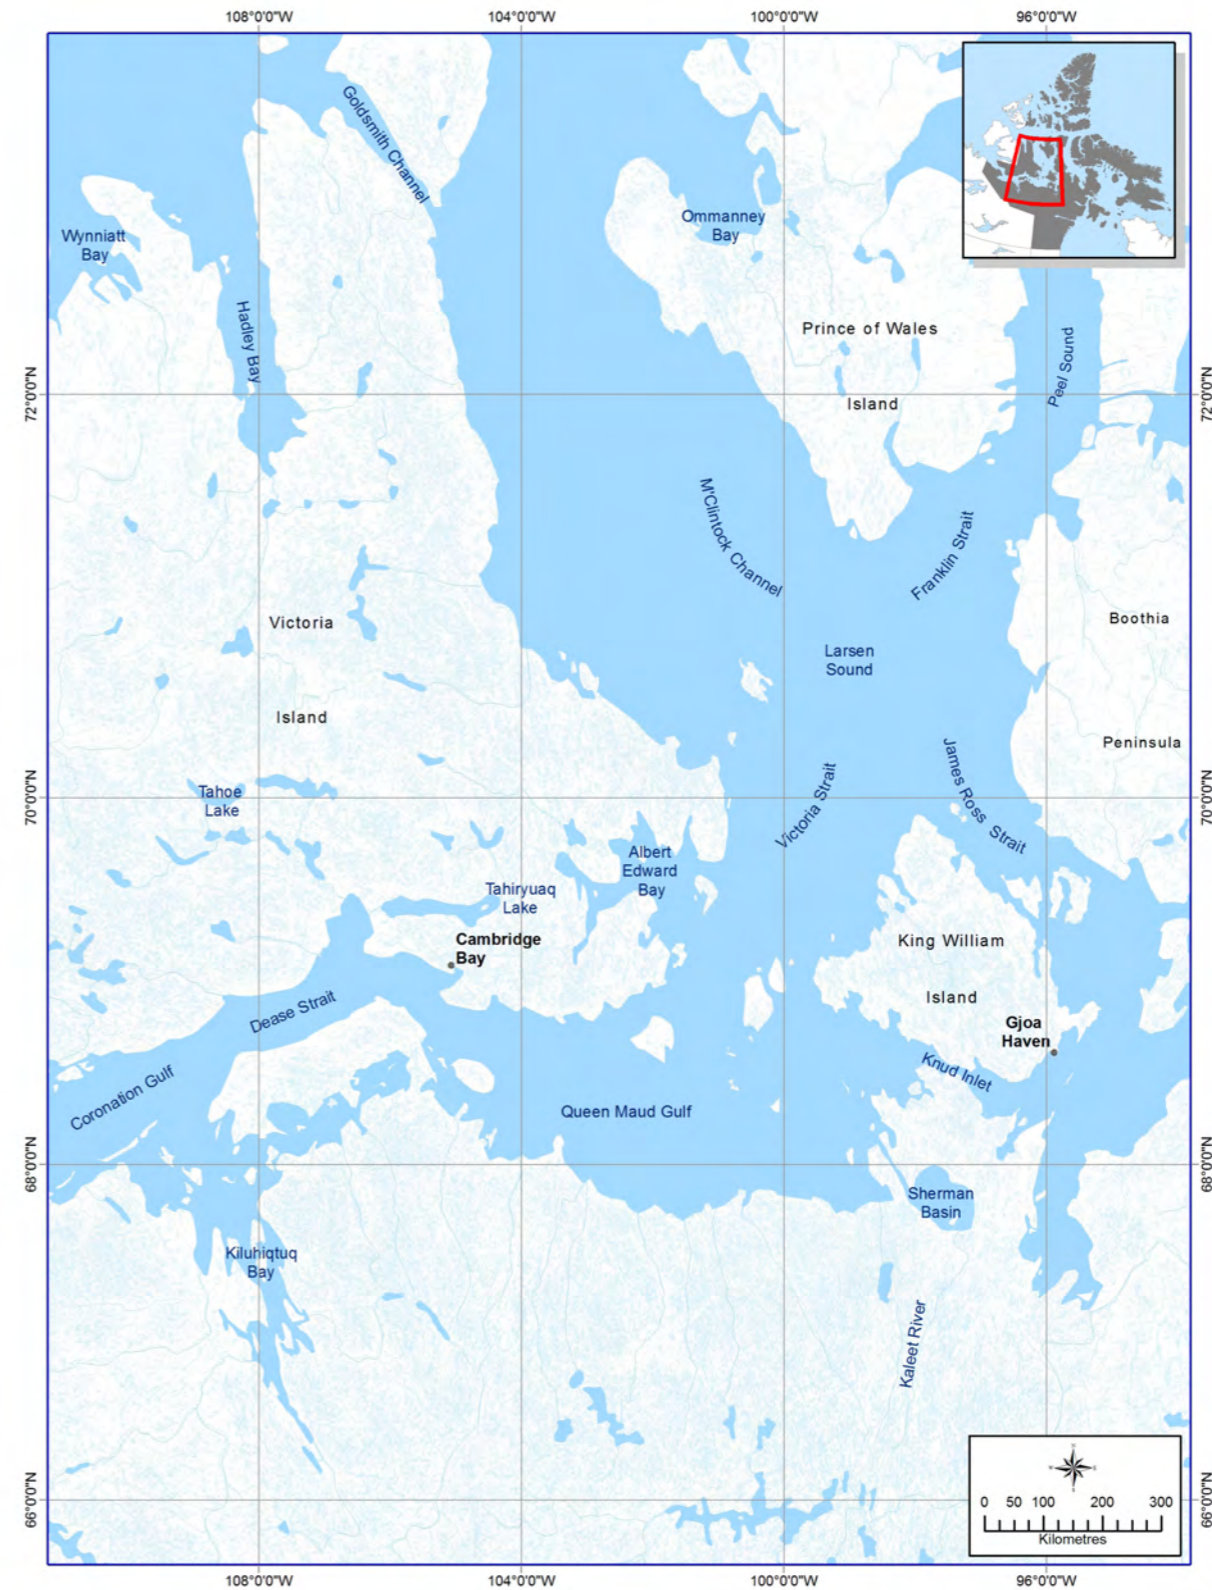 108°0'0"W 104°0'0"W 100°0'0"W 96°0'0"W
Goldsmith Channel
Wynniatt
Bay
Ommanney
Bay
Hadley Bay
Prince of Wales
Island
Peel Sound
72°0'0"N 72°0'0"N
M'Clintock Channel
Franklin Strait
Victoria
Island
Boothia
Peninsula
Larsen
Sound
Tahoe
Lake
70°0'0"N 70°0'0"N
Victoria Strait
James Ross Strait
Albert
Edward
Bay
Tahiryuaq
Lake
Cambridge
Bay
King William
Island
Gjoa
Haven
Dease Strait
Coronation Gulf
Knud Inlet
Queen Maud Gulf
68°0'0"N 68°0'0"N
Sherman
Basin
Kiluhiqtuq
Bay
Kaleet River
66°0'0"N 66°0'0"N
0 50 100 200 300
Kilometres
108°0'0"W 104°0'0"W 100°0'0"W 96°0'0"W